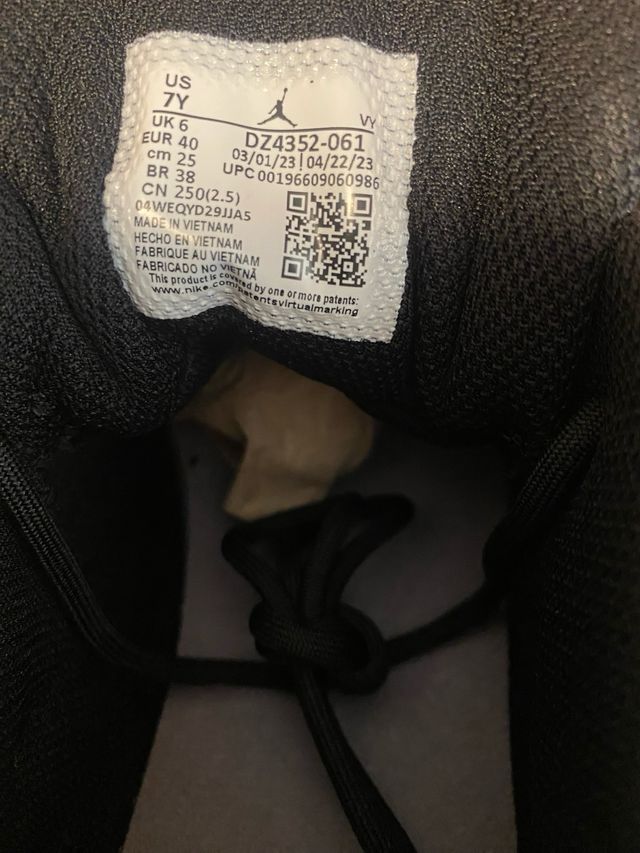 US
7Y
VY
UK 6
EUR 40
cm 25
BR 38
CN 250(2.5)
DZ4352-061
03/01/23 | 04/22/23
UPC 00196609060986
04WEQYD29JJA5
MADE IN VIETNAM
HECHO EN VIETNAM
FABRIQUE AU VIETNAM
FABRICADO NO VIETNÃ
This product is covered by one or more patents:
www.nike.com/patentsvirtualmarking